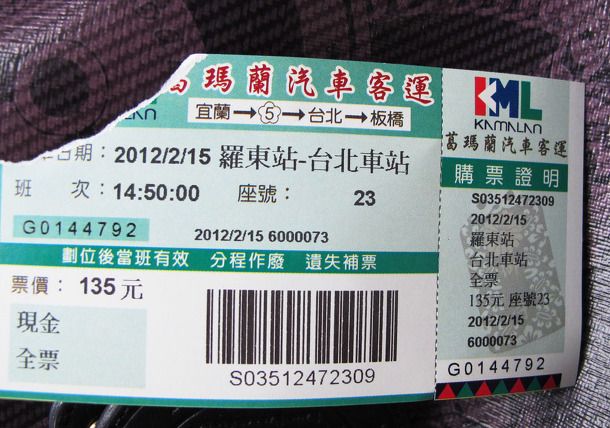 葛瑪蘭汽車客運
宜蘭→5→台北→板橋
日期：2012/2/15 羅東站-台北車站
班 次：14:50:00 座號： 23
G0144792
2012/2/15 6000073
劃位後當班有效 分程作廢 遺失補票
票價：135元
現金
全票
S03512472309
KML
KAMALAN
葛瑪蘭汽車客運
購票證明
S03512472309
2012/2/15
羅東站
台北車站
全票
135元 座號23
2012/2/15
6000073
G0144792